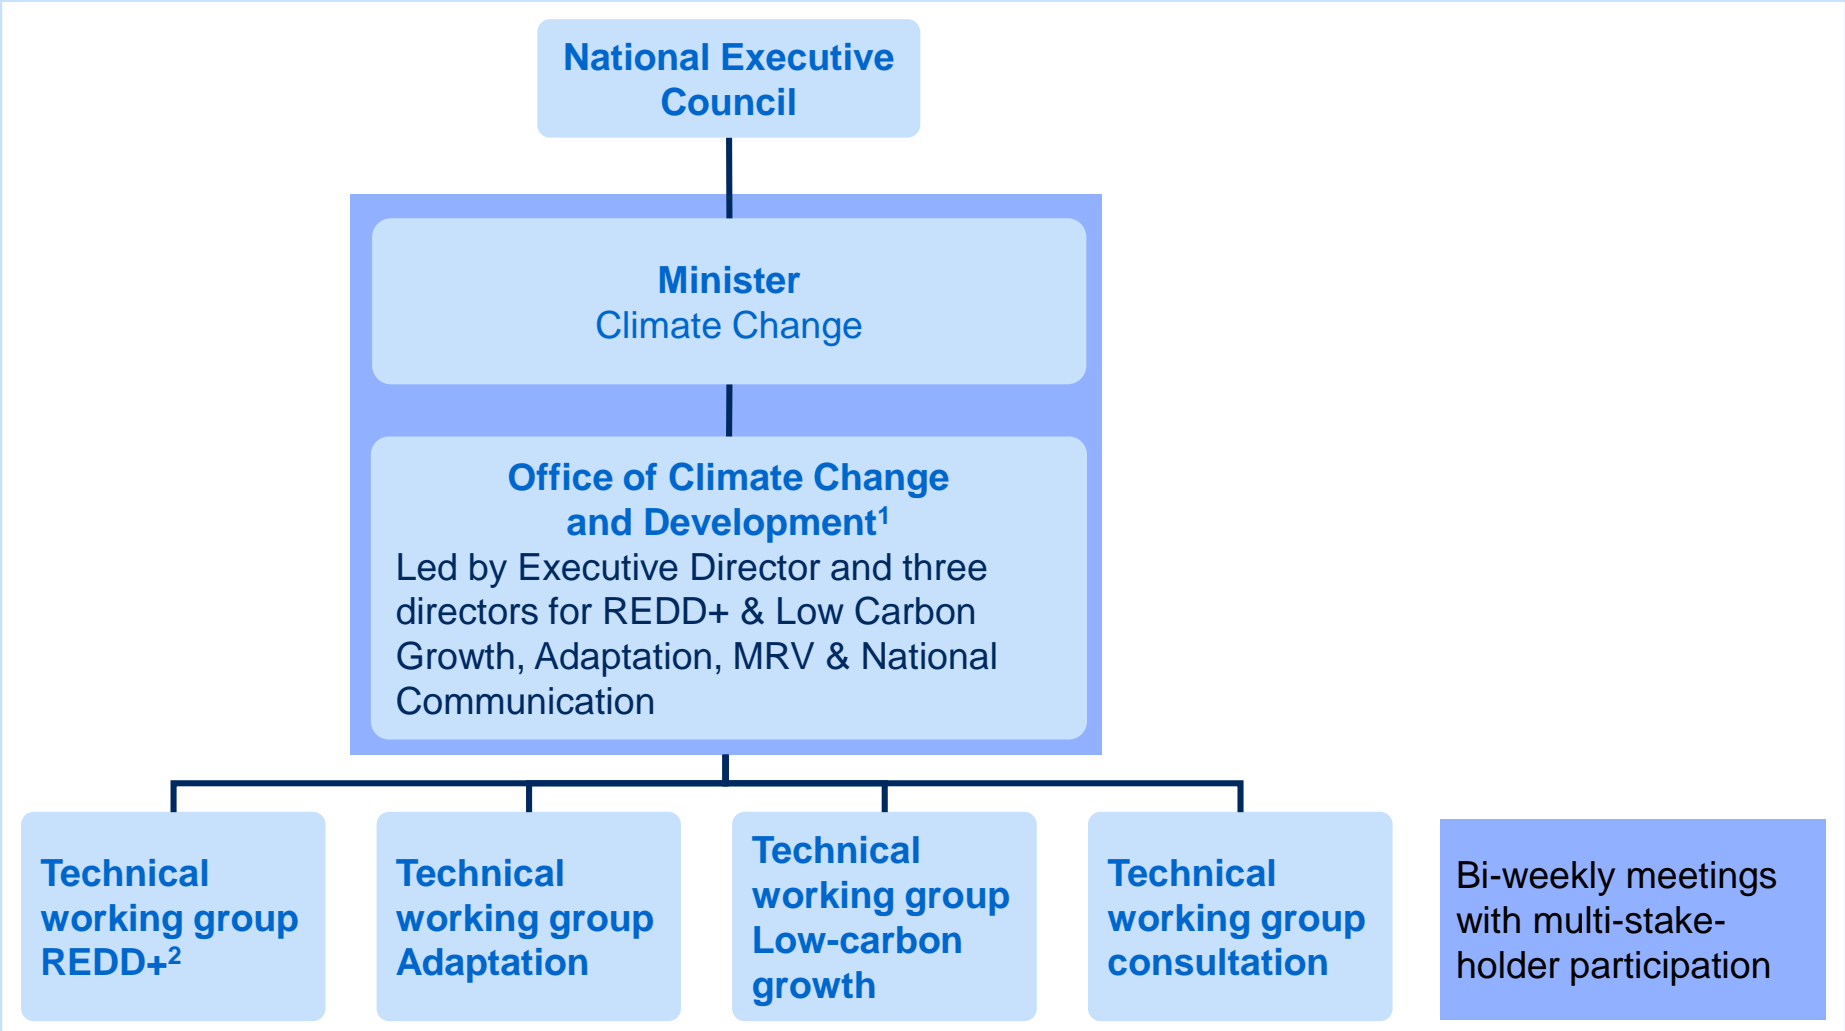 National Executive
Council
Minister
Climate Change
Office of Climate Change
and Development¹
Led by Executive Director and three
directors for REDD+ & Low Carbon
Growth, Adaptation, MRV & National
Communication
Technical
working group
REDD+²
Technical
working group
Adaptation
Technical
working group
Low-carbon
growth
Technical
working group
consultation
Bi-weekly meetings
with multi-stake-
holder participation